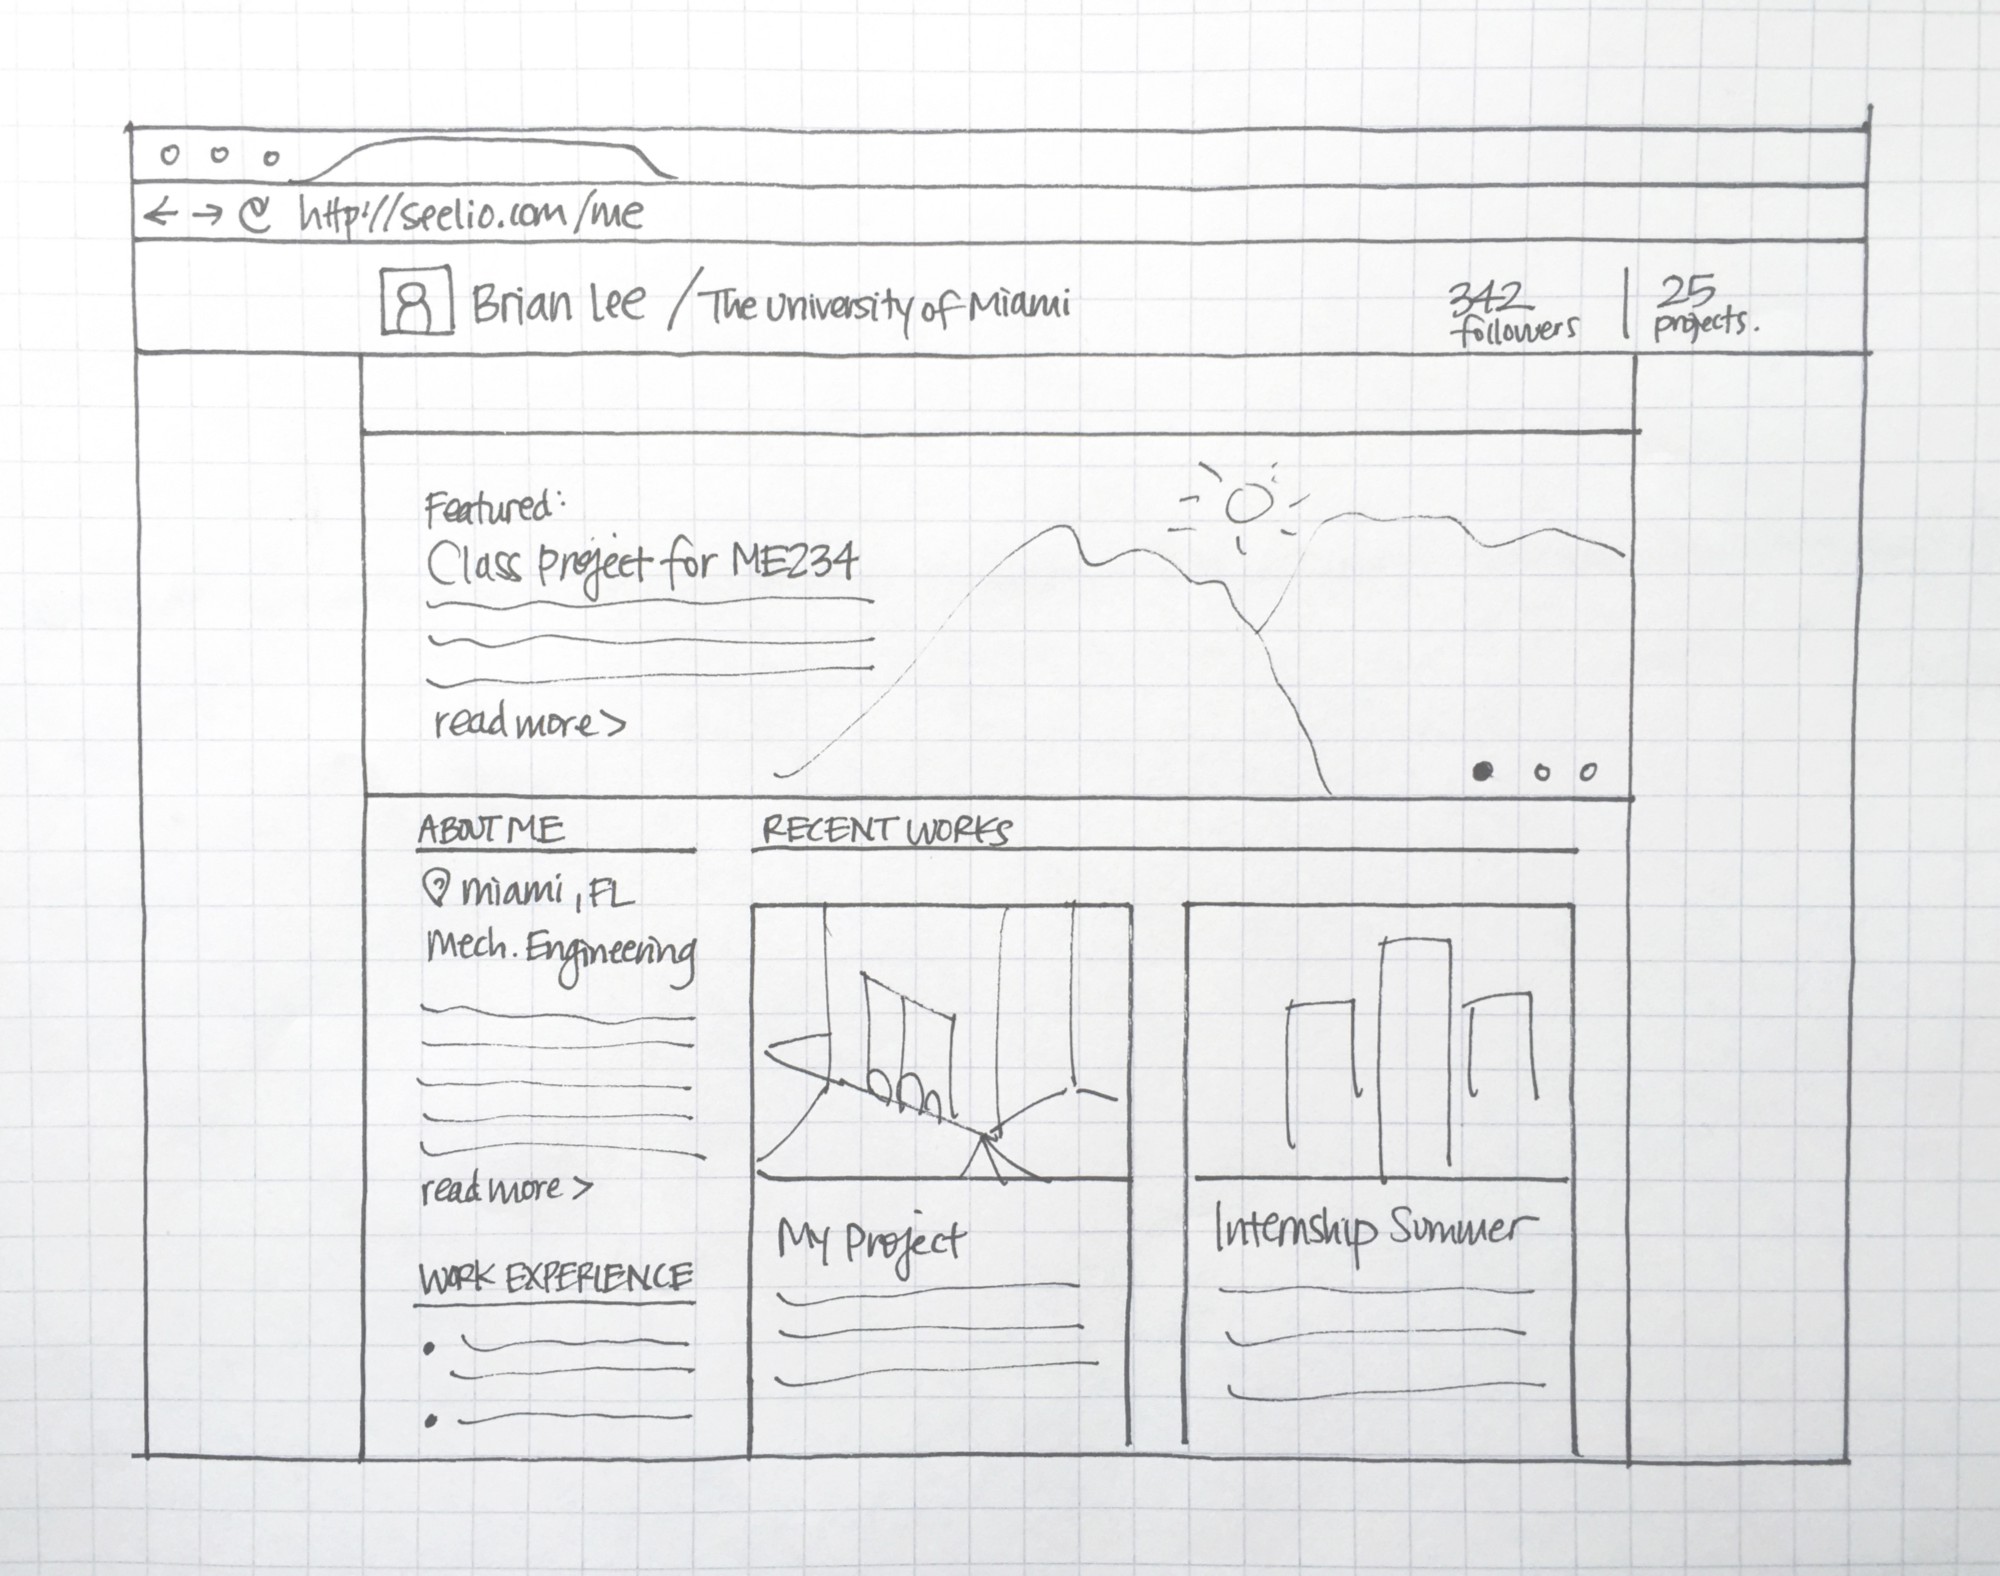 http://seelio.com/me
Brian Lee / The University of Miami
342
followers
25
projects.
Featured:
Class project for ME234
read more >
ABOUT ME
miami, FL
Mech. Engineering
read more >
WORK EXPERIENCE
RECENT WORKS
My Project
Internship Summer